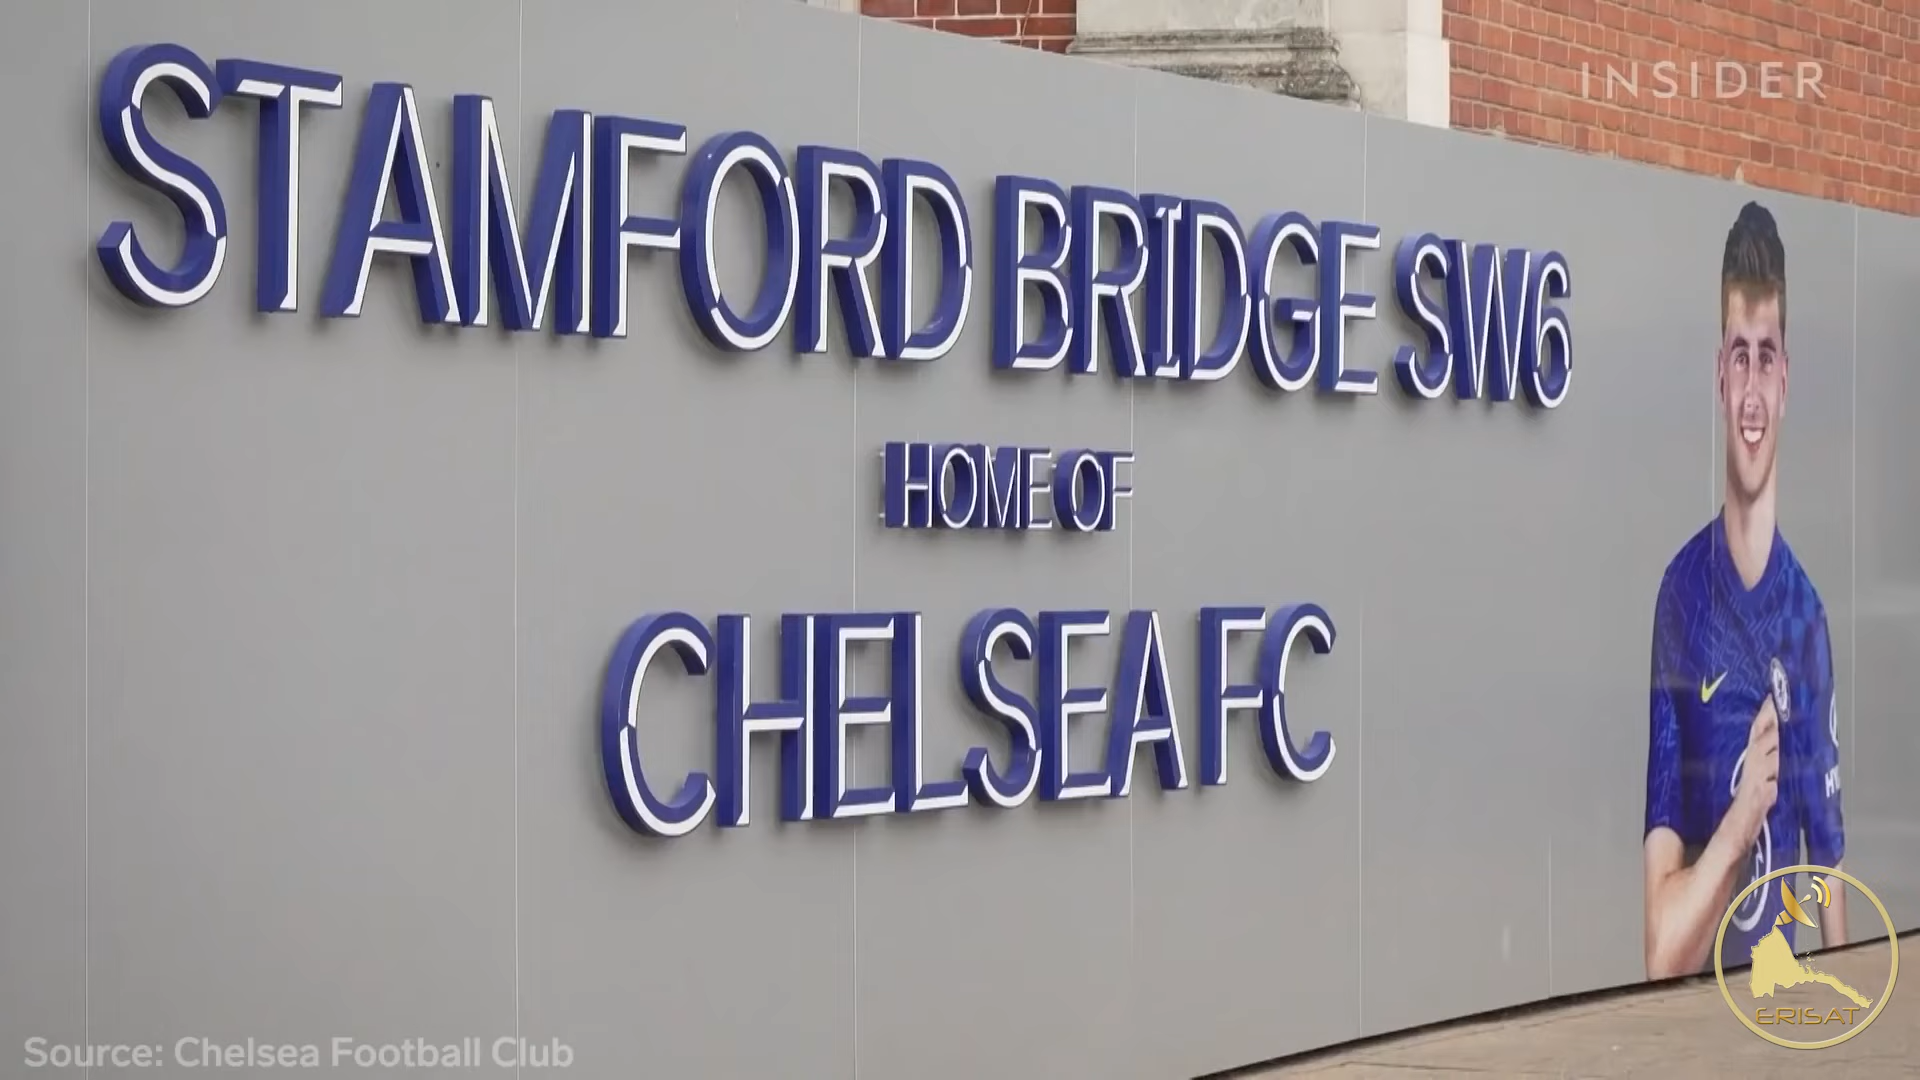 INSIDER
STAMFORD BRIDGE SW6
HOME OF
CHELSEA FC
ERISAT
Source: Chelsea Football Club